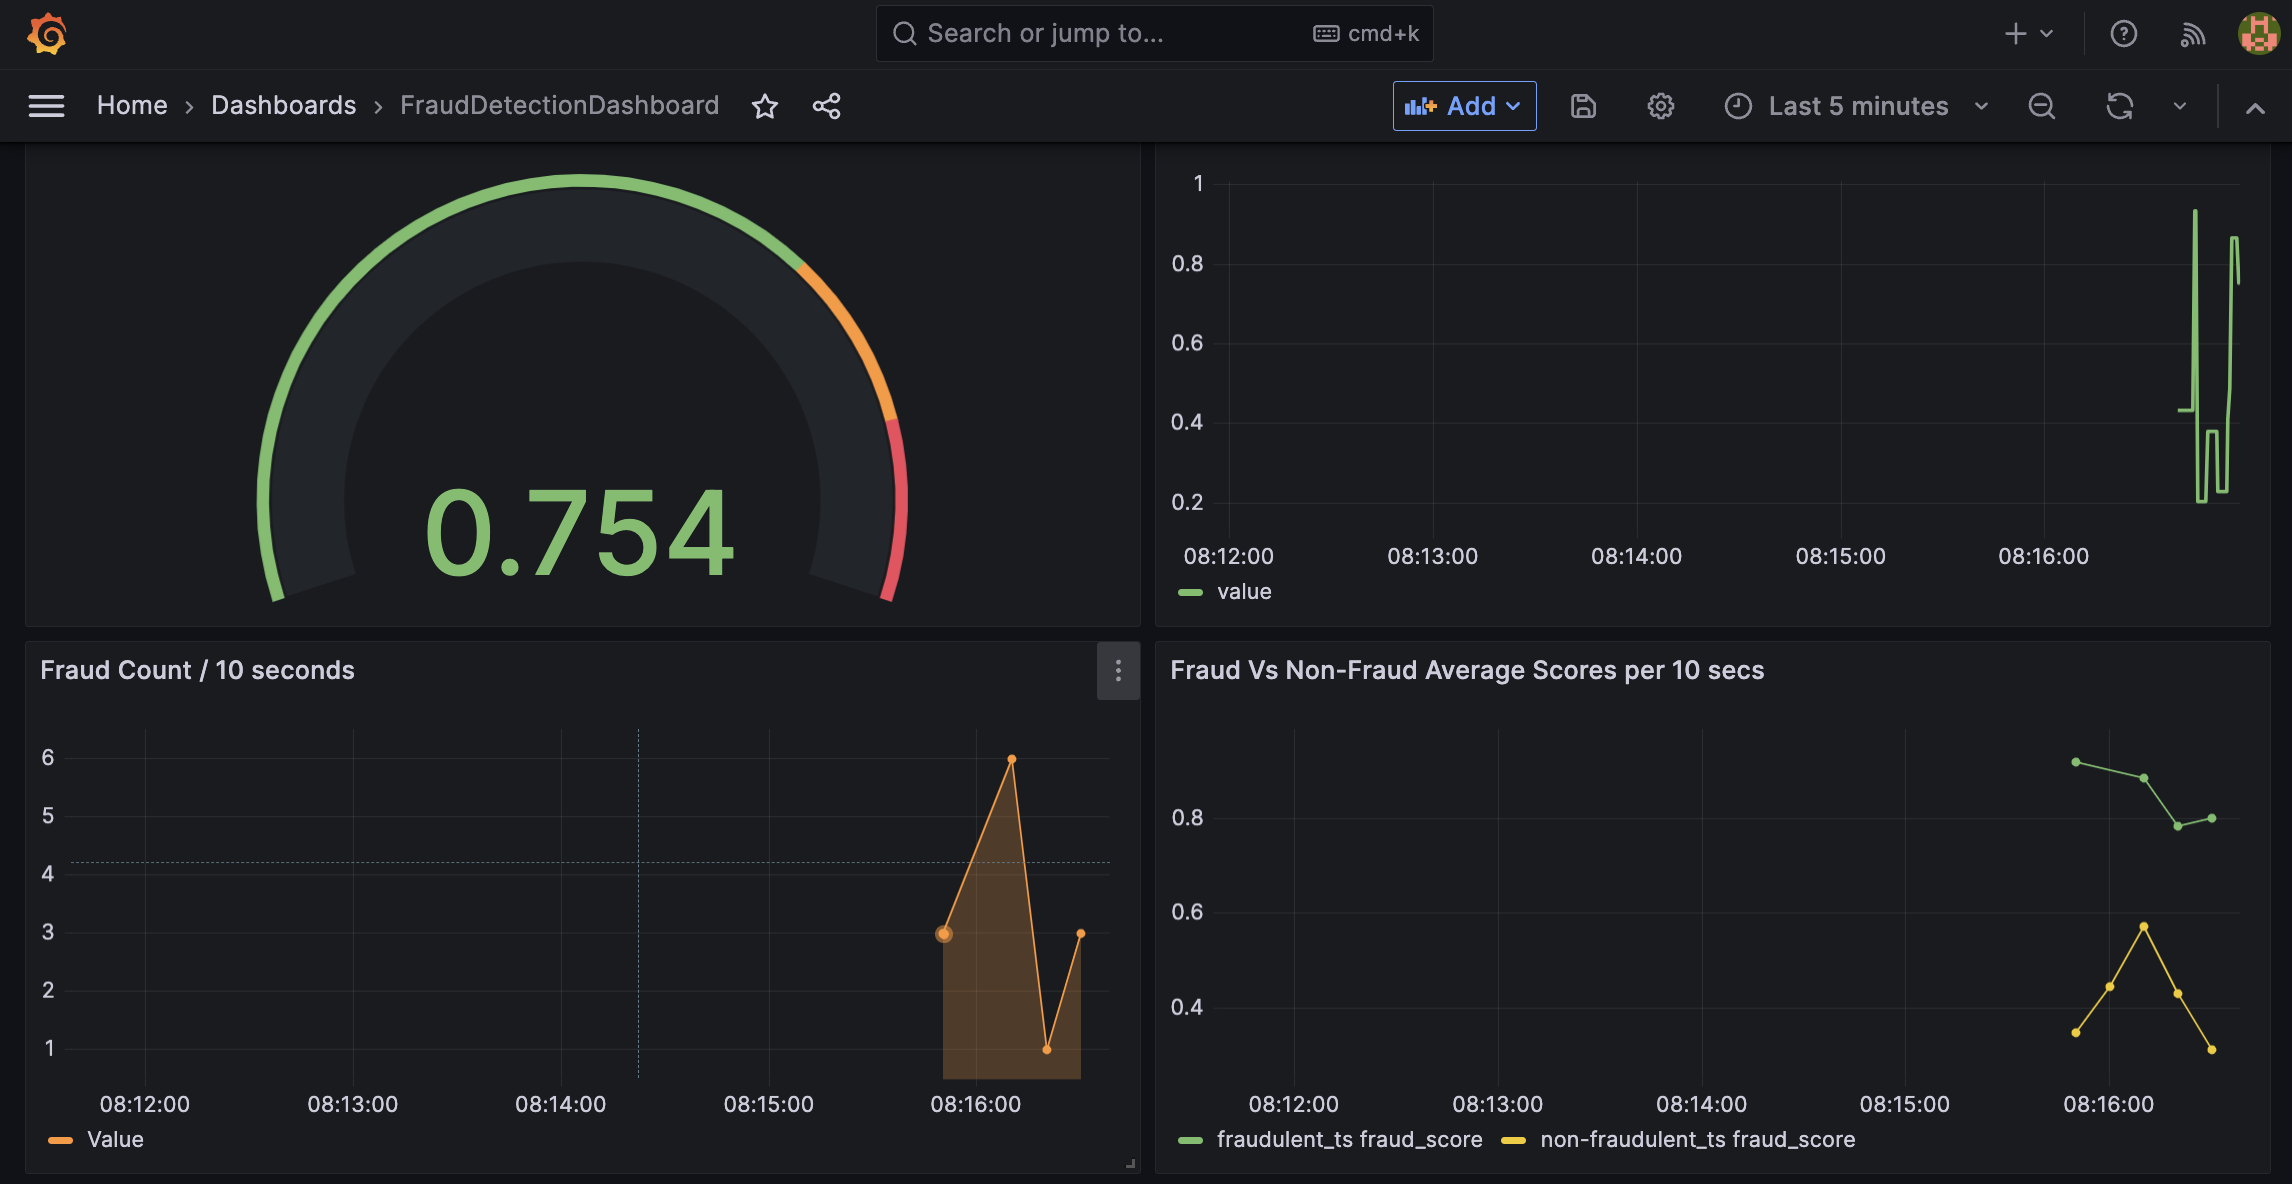 Search or jump to...
cmd+k
Home › Dashboards › FraudDetectionDashboard
Add
Last 5 minutes
0.754
1
0.8
0.6
0.4
0.2
08:12:00 08:13:00 08:14:00 08:15:00 08:16:00
value
Fraud Count / 10 seconds
6
5
4
3
2
1
08:12:00 08:13:00 08:14:00 08:15:00 08:16:00
Value
Fraud Vs Non-Fraud Average Scores per 10 secs
0.8
0.6
0.4
08:12:00 08:13:00 08:14:00 08:15:00 08:16:00
fraudulent_ts fraud_score non-fraudulent_ts fraud_score